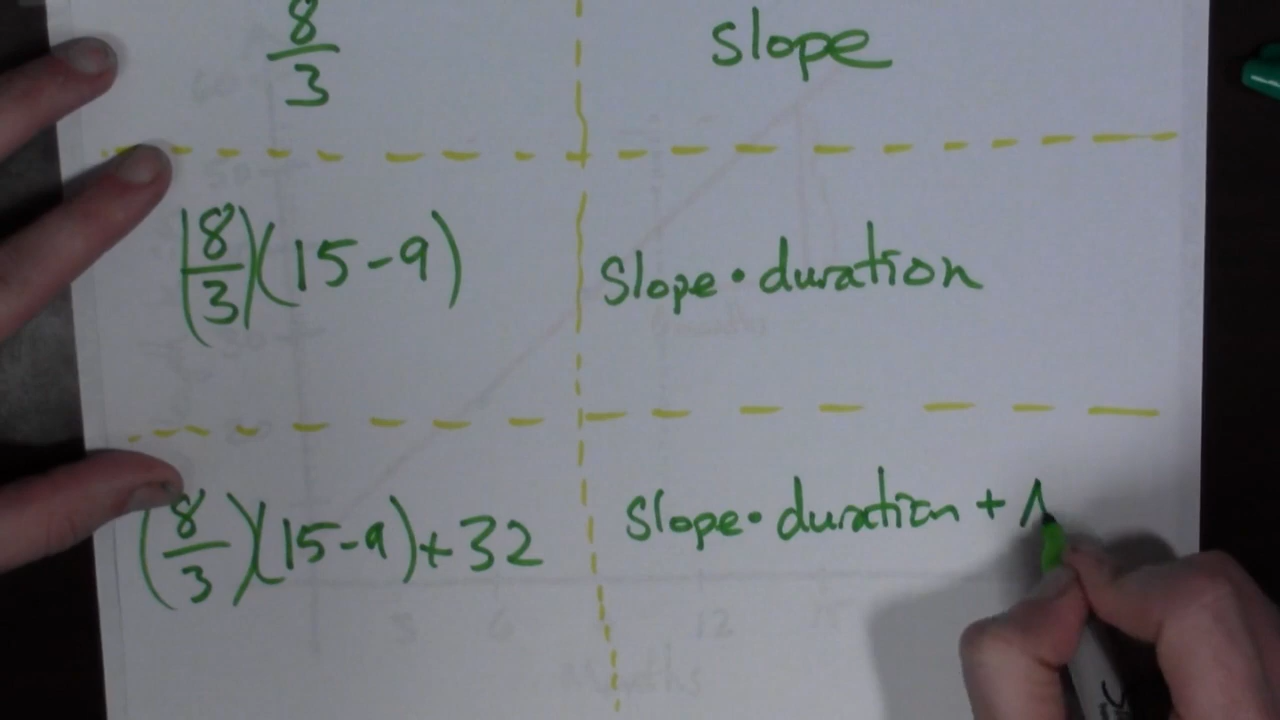 8/3
Slope
(8/3)(15-9)
Slope • duration
(8/3)(15-9)+32
Slope • duration +